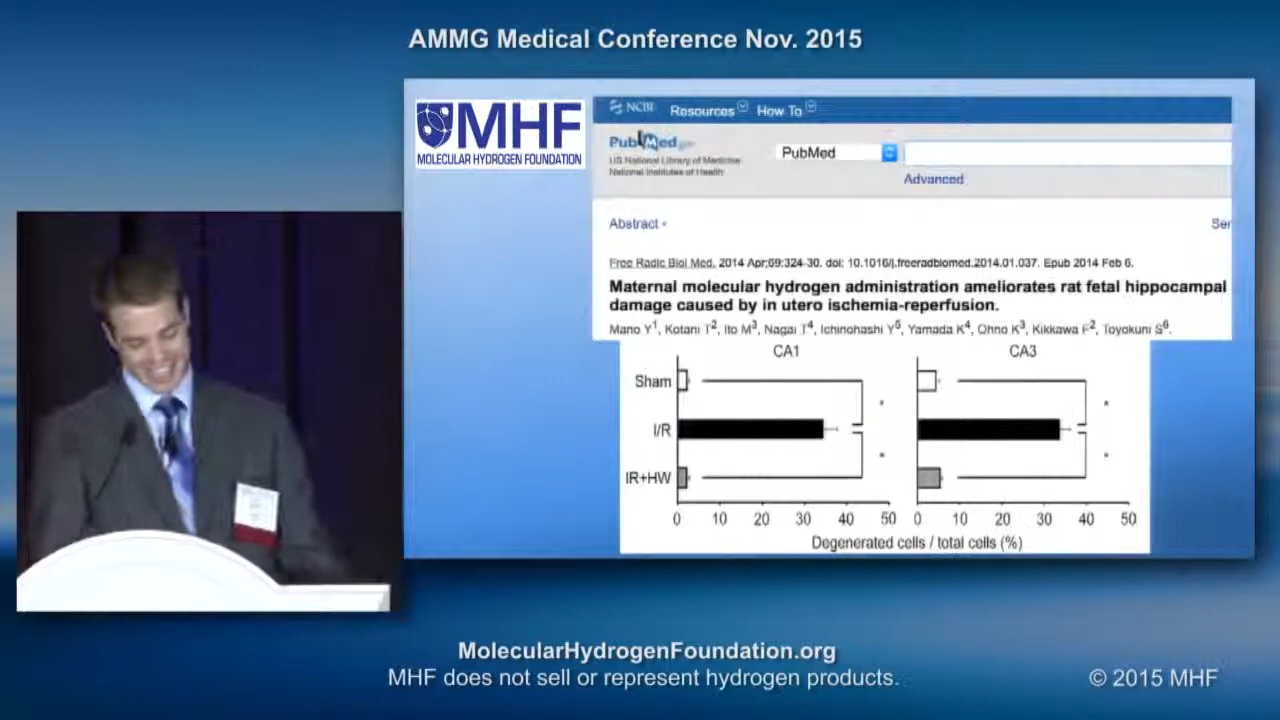 AMMG Medical Conference Nov. 2015
MHF
MOLECULAR HYDROGEN FOUNDATION
NCBI Resources How To
PubMed.gov
US National Library of Medicine
National Institutes of Health
PubMed
Advanced
Abstract
Ser
Free Radic Biol Med. 2014 Apr;69:324-30. doi: 10.1016/j.freeradbiomed.2014.01.037. Epub 2014 Feb 6.
Maternal molecular hydrogen administration ameliorates rat fetal hippocampal
damage caused by in utero ischemia-reperfusion.
Mano Y1, Kotani T2, Ito M3, Nagai T4, Ichinohashi Y5, Yamada K4, Ohno K3, Kikkawa F2, Toyokuni S6.
CA1 CA3
Sham
* *
I/R
* *
IR+HW
0 10 20 30 40 50 0 10 20 30 40 50
Degenerated cells / total cells (%)
MolecularHydrogenFoundation.org
MHF does not sell or represent hydrogen products.
© 2015 MHF